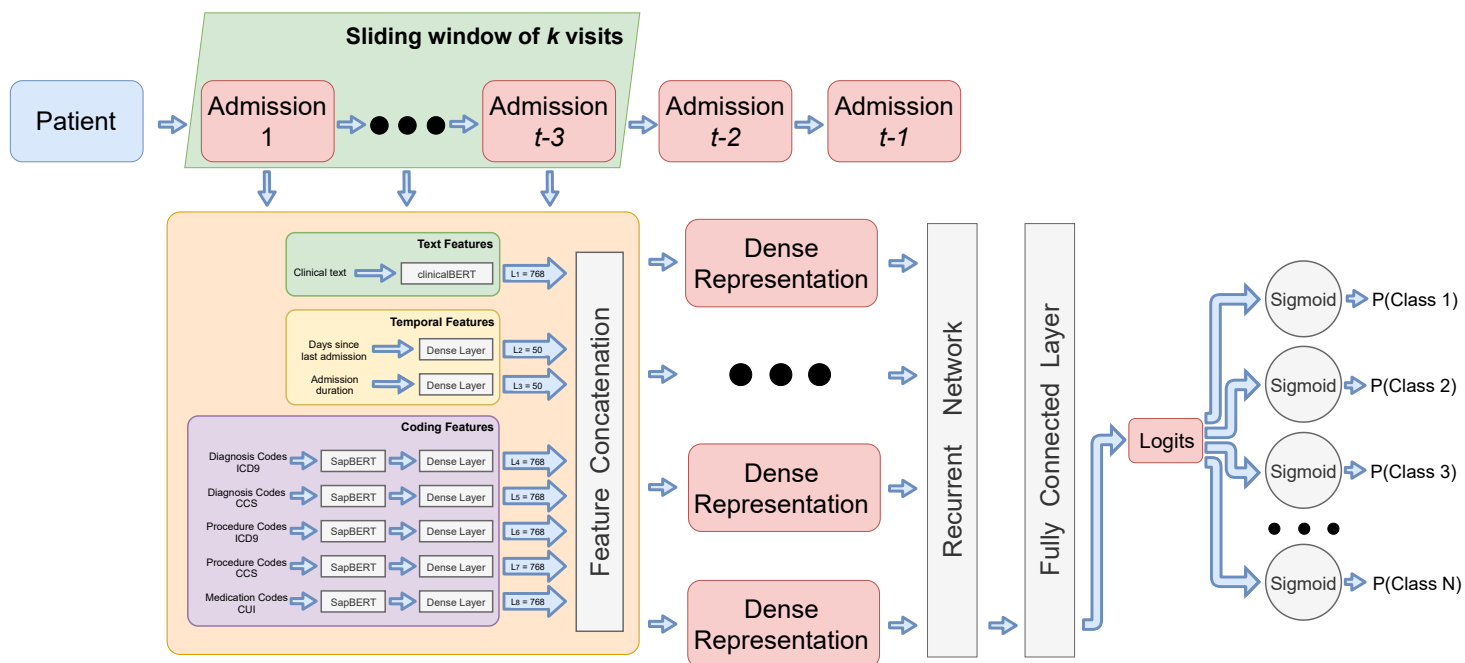 Sliding window of k visits
Patient
Admission
1
Admission
t-3
Admission
t-2
Admission
t-1
Text Features
Clinical text
clinicalBERT
L1 = 768
Temporal Features
Days since
last admission
Dense Layer
L2 = 50
Admission
duration
Dense Layer
L3 = 50
Coding Features
Diagnosis Codes
ICD9
SapBERT
Dense Layer
L4 = 768
Diagnosis Codes
CCS
SapBERT
Dense Layer
L5 = 768
Procedure Codes
ICD9
SapBERT
Dense Layer
L6 = 768
Procedure Codes
CCS
SapBERT
Dense Layer
L7 = 768
Medication Codes
CUI
SapBERT
Dense Layer
L8 = 768
Feature Concatenation
Dense
Representation
Dense
Representation
Dense
Representation
Recurrent Network
Fully Connected Layer
Logits
Sigmoid
P(Class 1)
Sigmoid
P(Class 2)
Sigmoid
P(Class 3)
Sigmoid
P(Class N)